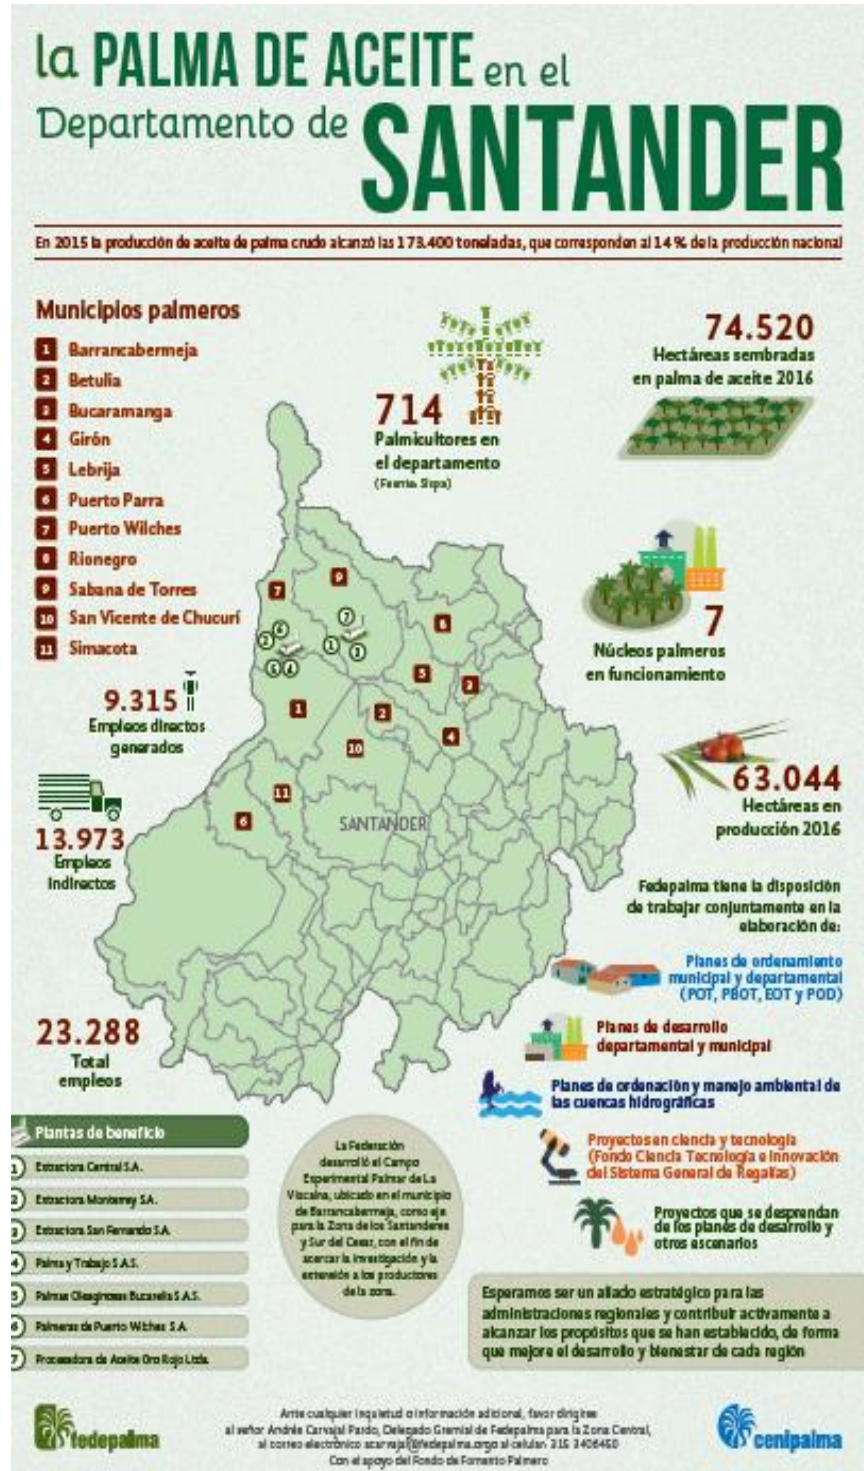 la PALMA DE ACEITE en el
Departamento de SANTANDER
En 2015 la producción de aceite de palma crudo alcanzó las 173.400 toneladas, que corresponden al 14 % de la producción nacional
Municipios palmeros
1 Barrancabermeja
2 Betulia
3 Bucaramanga
4 Girón
5 Lebrija
6 Puerto Parra
7 Puerto Wilches
8 Rionegro
9 Sabana de Torres
10 San Vicente de Chucurí
11 Simacota
714
Palmicultores en
el departamento
(Fuente: Sispa)
74.520
Hectáreas sembradas
en palma de aceite 2016
7
Núcleos palmeros
en funcionamiento
9.315
Empleos directos
generados
13.973
Empleos
indirectos
63.044
Hectáreas en
producción 2016
SANTANDER
23.288
Total
empleos
Fedepalma tiene la disposición
de trabajar conjuntamente en la
elaboración de:
Planes de ordenamiento
municipal y departamental
(POT, PBOT, EOT y POD)
Planes de desarrollo
departamental y municipal
Planes de ordenación y manejo ambiental de
las cuencas hidrográficas
Proyectos en ciencia y tecnología
(Fondo Ciencia Tecnología e Innovación
del Sistema General de Regalías)
Proyectos que se desprendan
de los planes de desarrollo y
otros escenarios
Plantas de beneficio
1 Extractora Central S.A.
2 Extractora Monterrey S.A.
3 Extractora San Fernando S.A.
4 Palma y Trabajo S.A.S.
5 Palmas Oleaginosas Bucarelia S.A.S.
6 Palmeras de Puerto Wilches S.A.
7 Procesadora de Aceite Oro Rojo Ltda.
La Federación
desarrolló el Campo
Experimental Palmar de La
Vizcaína, ubicado en el municipio
de Barrancabermeja, como eje
para la Zona de los Santanderes
y Sur del Cesar, con el fin de
acercar la investigación y la
extensión a los productores
de la zona.
Esperamos ser un aliado estratégico para las
administraciones regionales y contribuir activamente a
alcanzar los propósitos que se han establecido, de forma
que mejore el desarrollo y bienestar de cada región
fedepalma
Ante cualquier inquietud o información adicional, favor dirigirse
al señor Andrés Carvajal Pardo, Delegado Gremial de Fedepalma para la Zona Central,
al correo electrónico acarvajal@fedepalma.org o al celular: 315 3406450
Con el apoyo del Fondo de Fomento Palmero
cenipalma